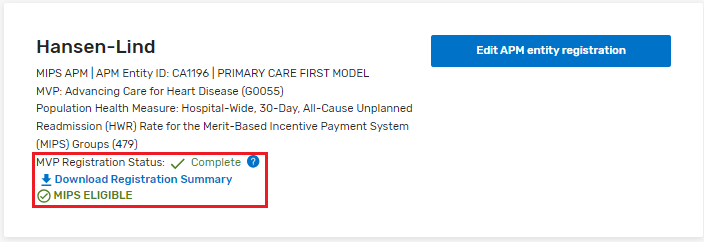 Hansen-Lind
Edit APM entity registration
MIPS APM | APM Entity ID: CA1196 | PRIMARY CARE FIRST MODEL
MVP: Advancing Care for Heart Disease (G0055)
Population Health Measure: Hospital-Wide, 30-Day, All-Cause Unplanned
Readmission (HWR) Rate for the Merit-Based Incentive Payment System
(MIPS) Groups (479)
MVP Registration Status: Complete ?
Download Registration Summary
MIPS ELIGIBLE